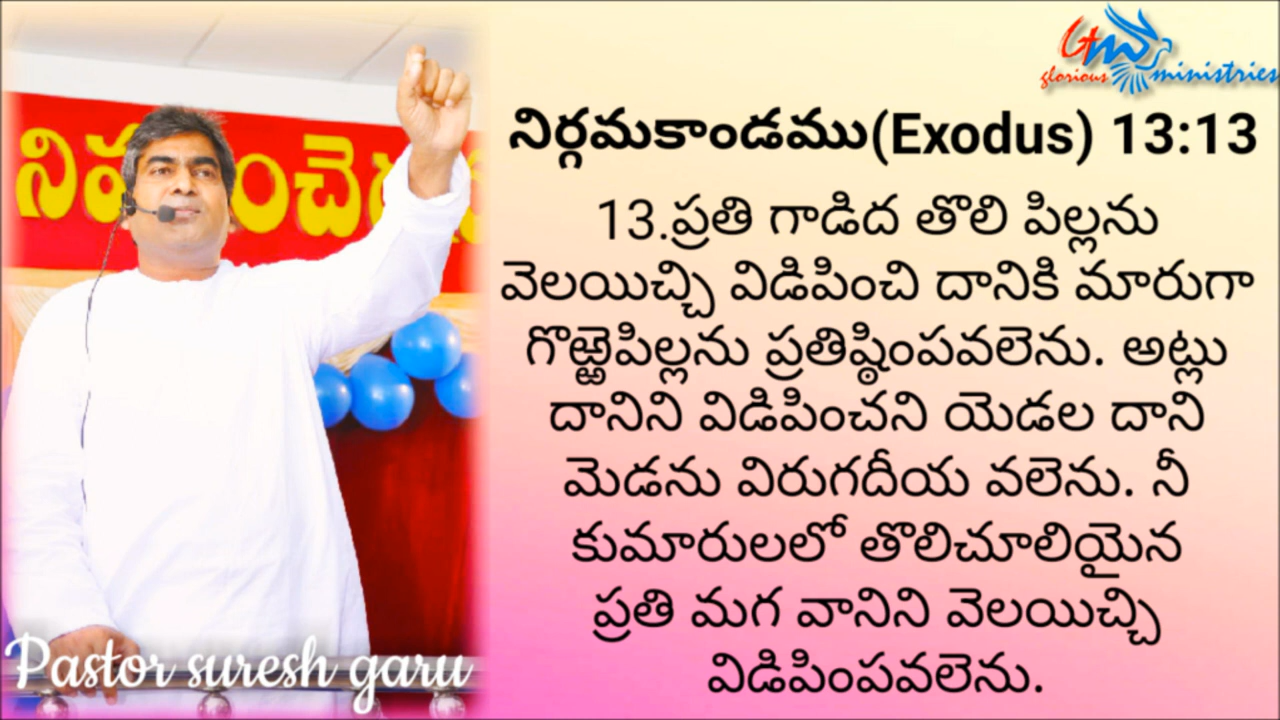 GM
glorious ministries
నిర్గమకాండము(Exodus) 13:13
13.ప్రతి గాడిద తొలి పిల్లను
వెలయిచ్చి విడిపించి దానికి మారుగా
గొఱ్ఱెపిల్లను ప్రతిష్ఠింపవలెను. అట్లు
దానిని విడిపించని యెడల దాని
మెడను విరుగదీయ వలెను. నీ
కుమారులలో తొలిచూలియైన
ప్రతి మగ వానిని వెలయిచ్చి
విడిపింపవలెను.
Pastor suresh garu